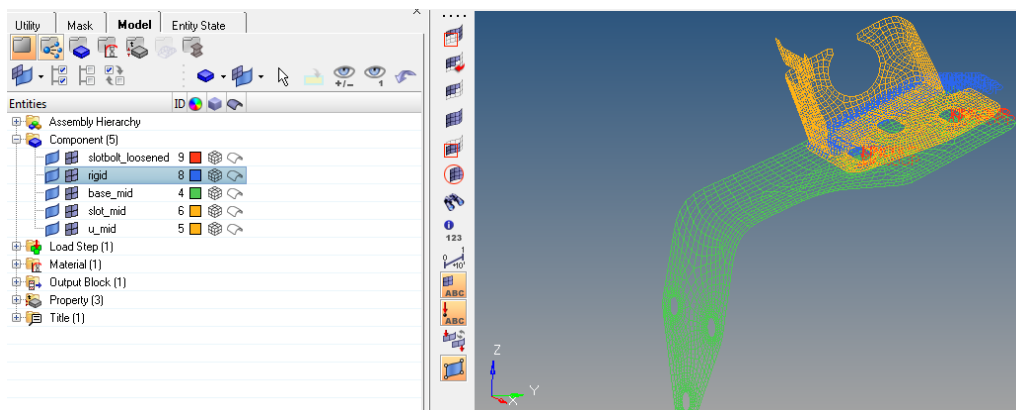 Utility Mask Model Entity State
+/- 1
Entities ID
Assembly Hierarchy
Component (5)
slotbolt_loosened 9
rigid 8
base_mid 4
slot_mid 6
u_mid 5
Load Step (1)
Material (1)
Output Block (1)
Property (3)
Title (1)
123
ABC
ABC
Z
Y
X